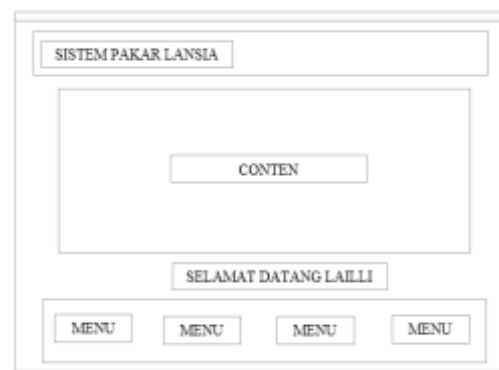 SISTEM PAKAR LANSIA
CONTEN
SELAMAT DATANG LAILLI
MENU MENU MENU MENU